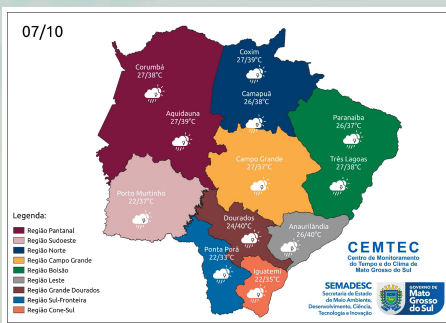 07/10
Coxim
27/39°C
Corumbá
27/38°C
Camapuã
26/38°C
Aquidauna
27/39°C
Paranaíba
26/37°C
Campo Grande
27/37°C
Três Lagoas
27/38°C
Porto Murtinho
22/37°C
Dourados
24/40°C
Anaurilândia
26/40°C
Ponta Porã
22/33°C
Iguatemi
22/35°C
Legenda:
Região Pantanal
Região Sudoeste
Região Norte
Região Campo Grande
Região Bolsão
Região Leste
Região Grande Dourados
Região Sul-Fronteira
Região Cone-Sul
CEMTEC
Centro de Monitoramento
do Tempo e do Clima de
Mato Grosso do Sul
SEMADESC
Secretaria de Estado
de Meio Ambiente,
Desenvolvimento, Ciência,
Tecnologia e Inovação
GOVERNO DE
Mato
Grosso
do Sul